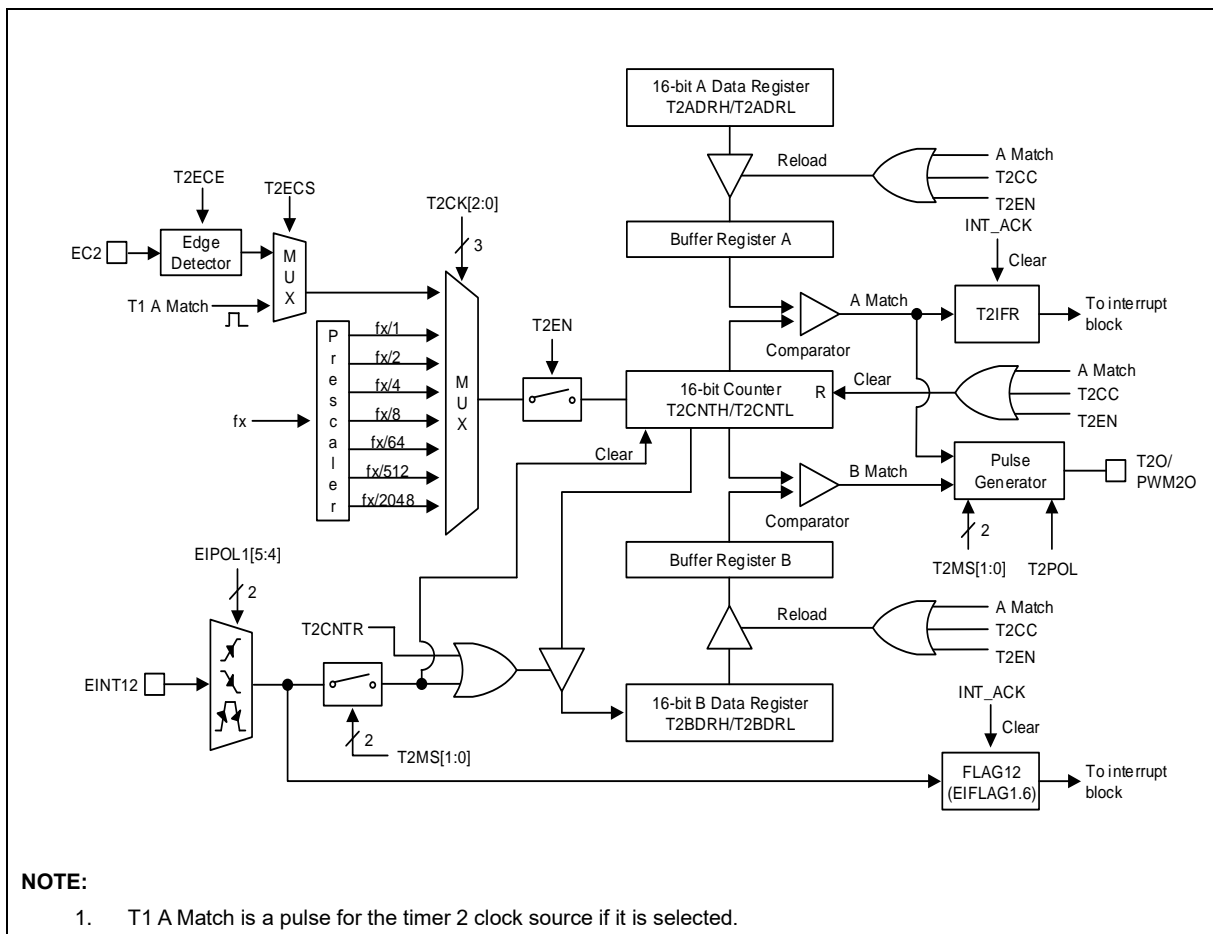 16-bit A Data Register
T2ADRH/T2ADRL
Reload
A Match
T2CC
T2EN
T2ECE
T2ECS
T2CK[2:0]
3
EC2
Edge
Detector
MUX
T1 A Match
Buffer Register A
INT_ACK
Clear
A Match
T2IFR
To interrupt
block
Comparator
Prescaler
fx
fx/1
fx/2
fx/4
fx/8
fx/64
fx/512
fx/2048
MUX
T2EN
16-bit Counter
T2CNTH/T2CNTL
R
Clear
A Match
T2CC
T2EN
Clear
B Match
Comparator
Pulse
Generator
T2O/
PWM2O
2
T2MS[1:0]
T2POL
Buffer Register B
EIPOL1[5:4]
2
Reload
A Match
T2CC
T2EN
T2CNTR
EINT12
16-bit B Data Register
T2BDRH/T2BDRL
2
T2MS[1:0]
INT_ACK
Clear
FLAG12
(EIFLAG1.6)
To interrupt
block
NOTE:
1. T1 A Match is a pulse for the timer 2 clock source if it is selected.